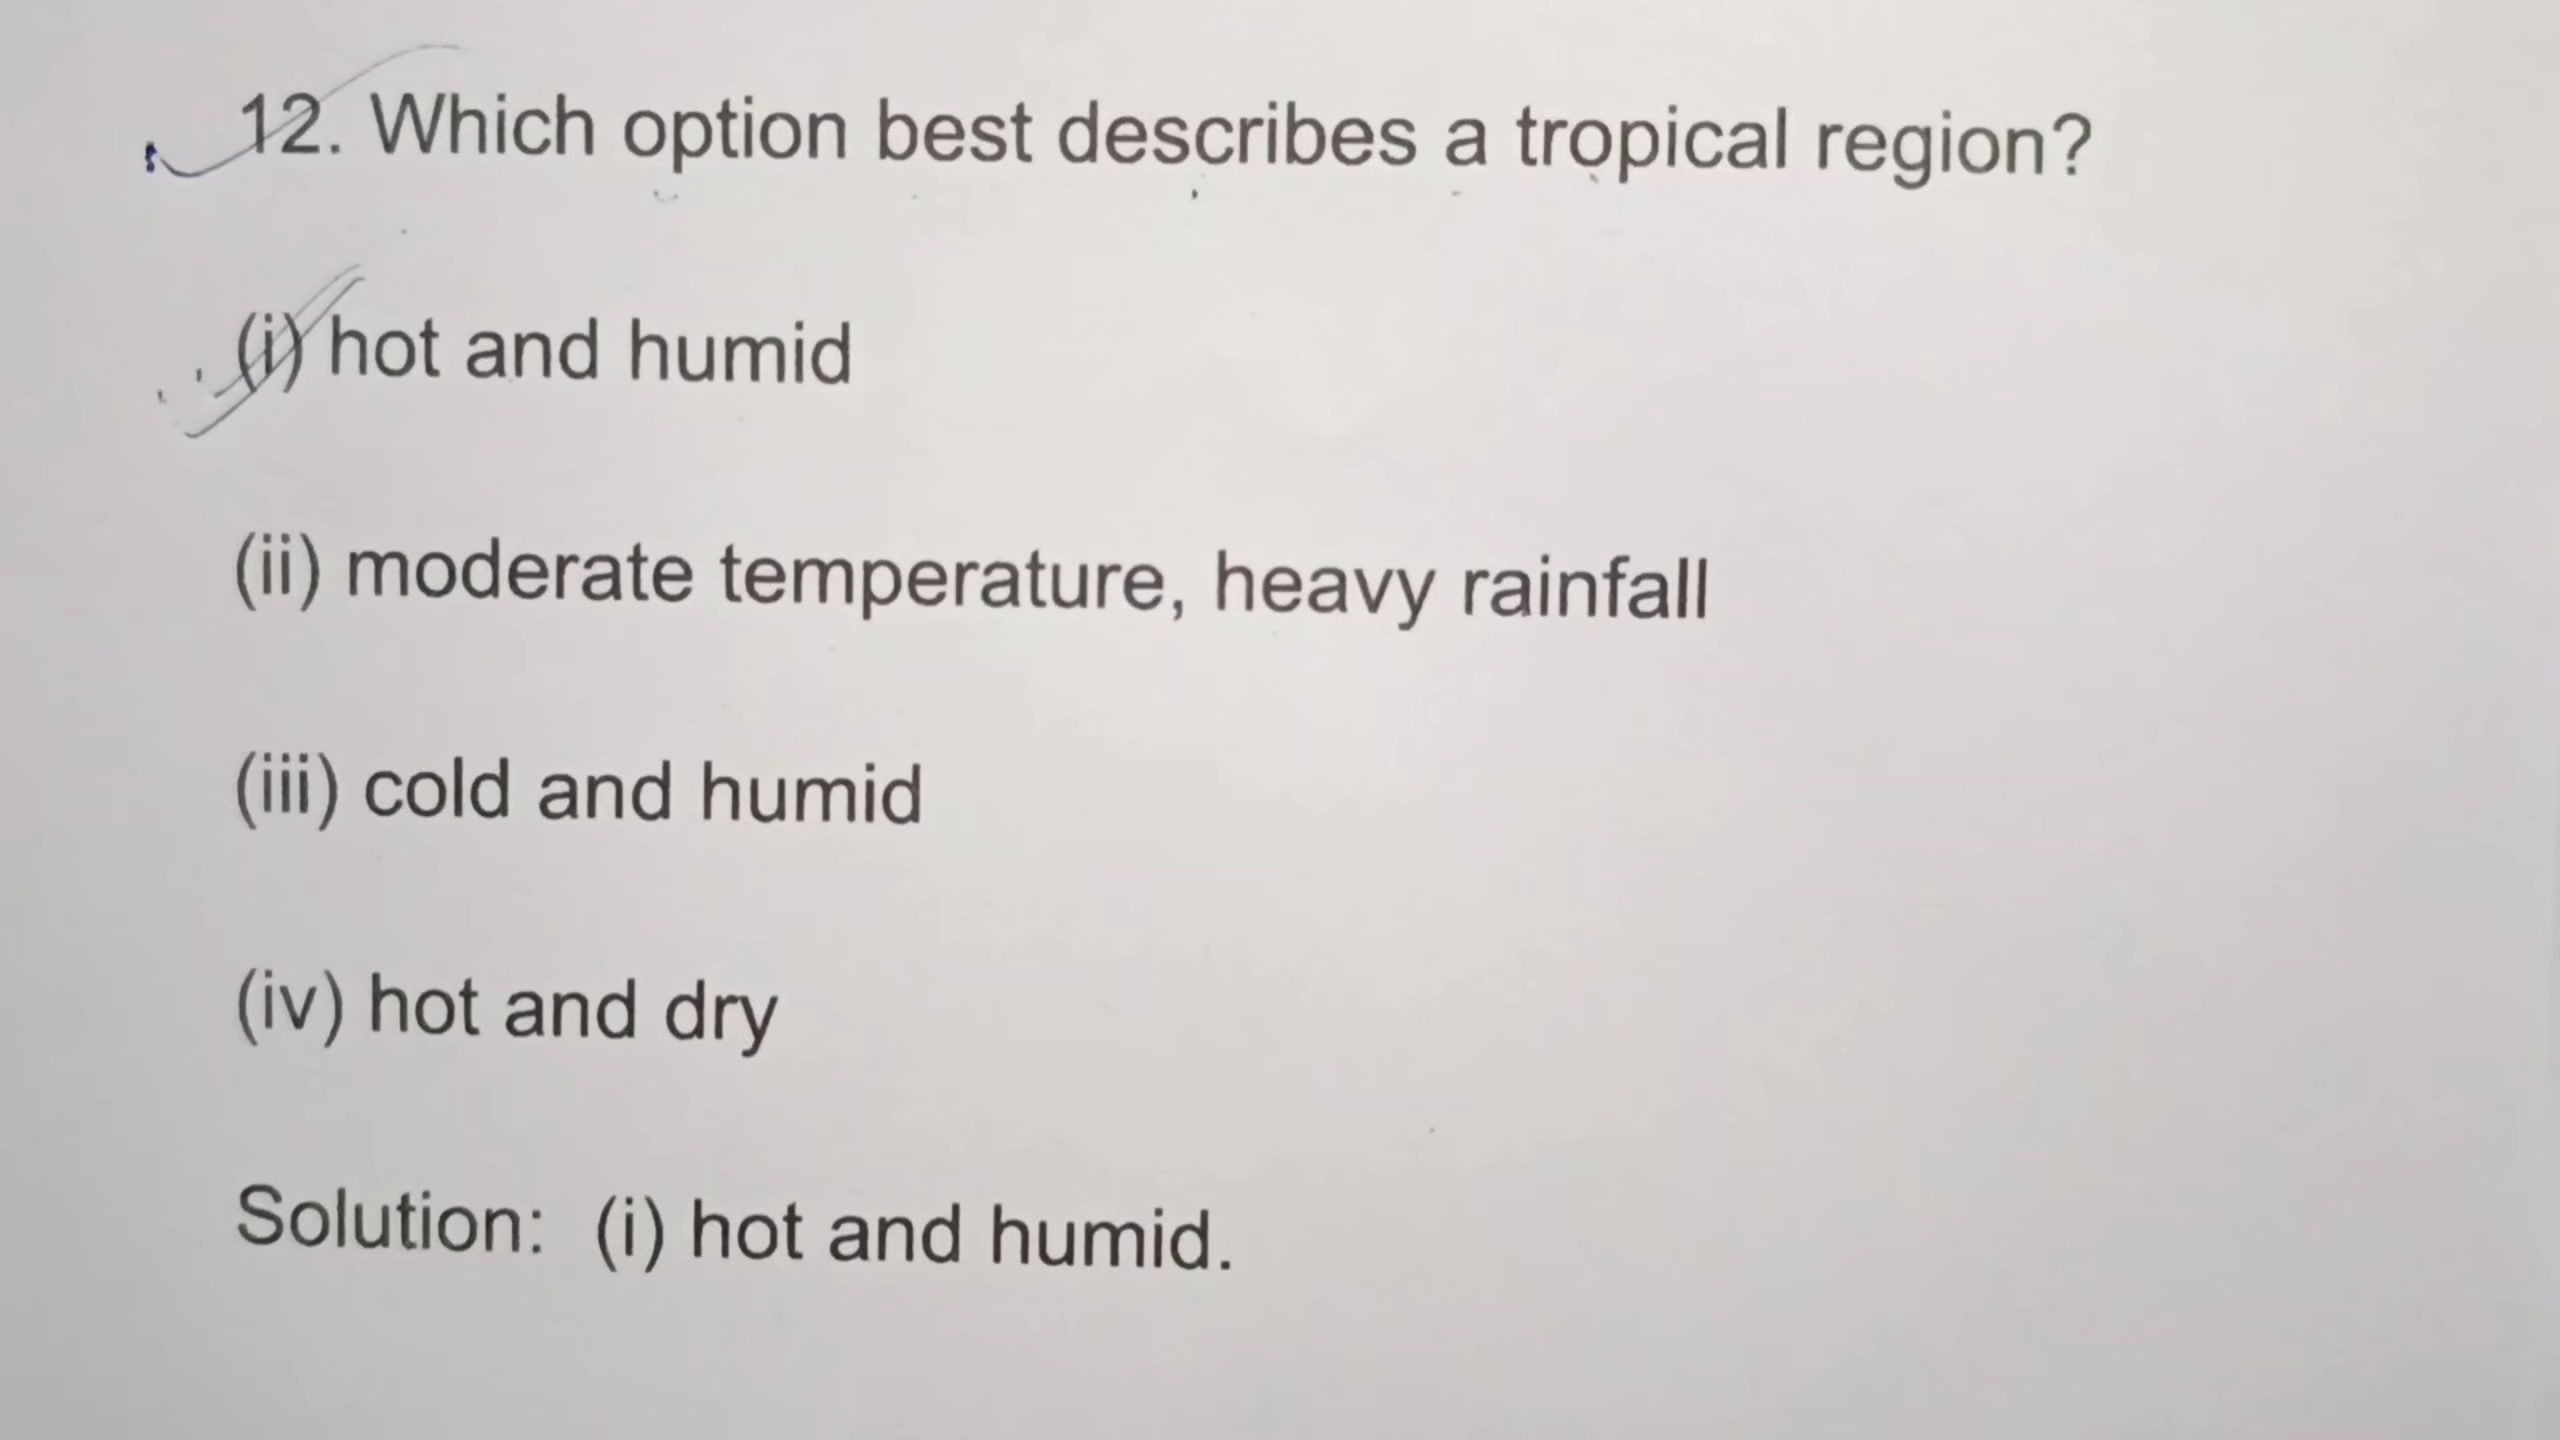 12. Which option best describes a tropical region?
(i) hot and humid
(ii) moderate temperature, heavy rainfall
(iii) cold and humid
(iv) hot and dry
Solution: (i) hot and humid.